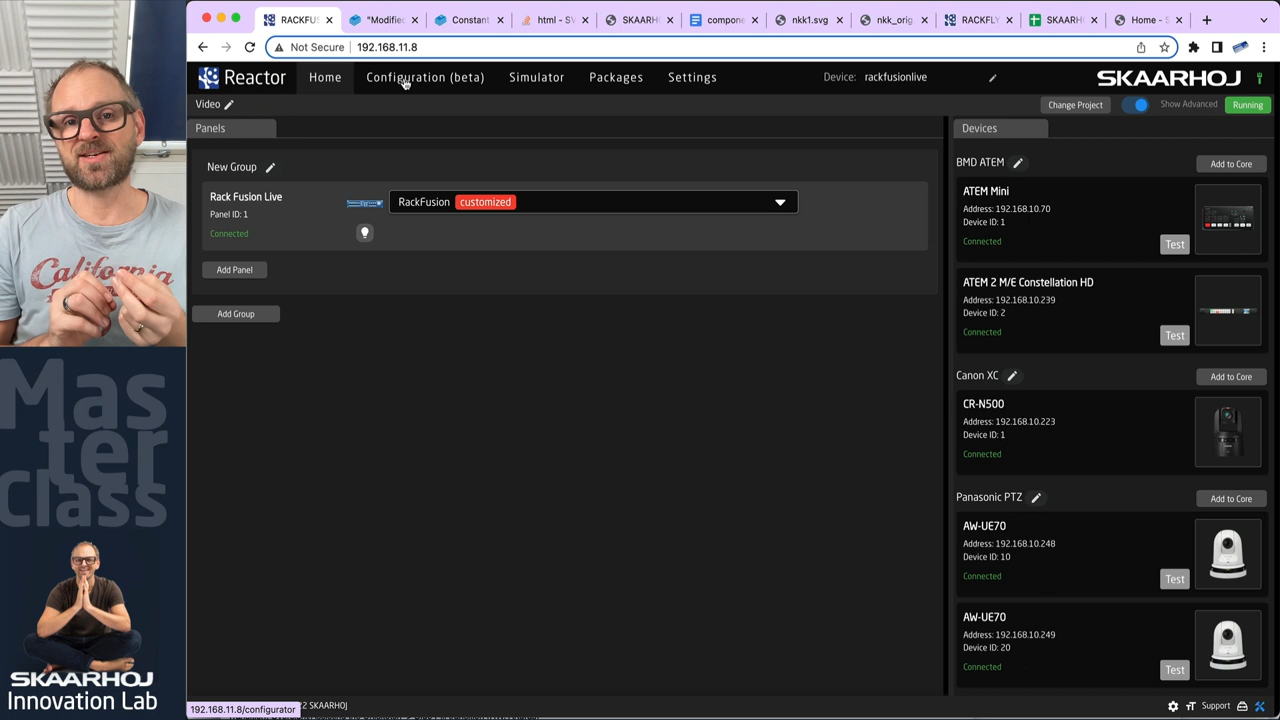 RACKFUS
"Modified
Constant
html - SV
SKAARH
compone
nkk1.svg
nkk_orig
RACKFLY
SKAARH
Home - S
Not Secure
192.168.11.8
Reactor
Home
Configuration (beta)
Simulator
Packages
Settings
Device: rackfusionlive
SKAARHOJ
Video
Change Project
Show Advanced
Running
Panels
New Group
Rack Fusion Live
Panel ID: 1
Connected
RackFusion customized
Add Panel
Add Group
Devices
BMD ATEM
Add to Core
ATEM Mini
Address: 192.168.10.70
Device ID: 1
Connected
Test
ATEM 2 M/E Constellation HD
Address: 192.168.10.239
Device ID: 2
Connected
Test
Canon XC
Add to Core
CR-N500
Address: 192.168.10.223
Device ID: 1
Connected
Panasonic PTZ
Add to Core
AW-UE70
Address: 192.168.10.248
Device ID: 10
Connected
Test
AW-UE70
Address: 192.168.10.249
Device ID: 20
Connected
Test
192.168.11.8/configurator
SKAARHOJ
Support
California
Mas
ter
Class
SKAARHOJ
Innovation Lab